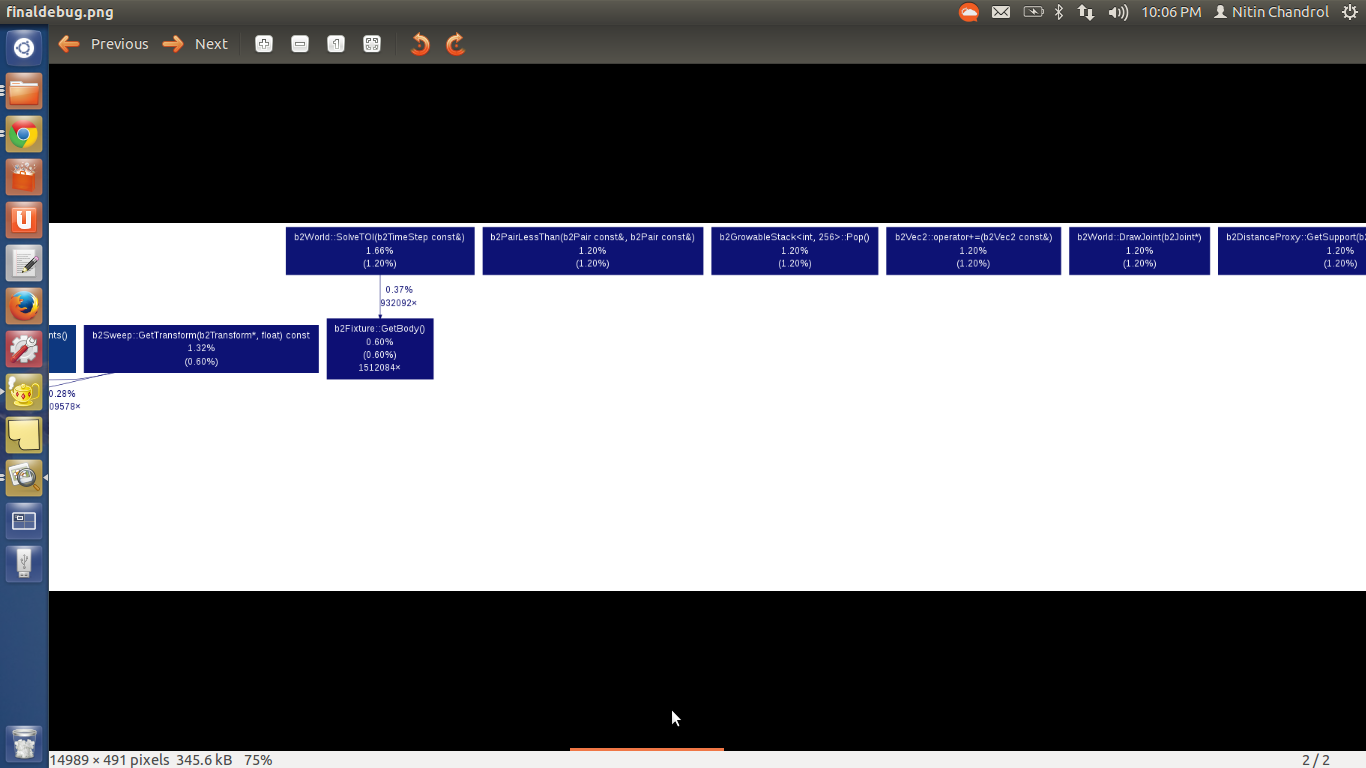 finaldebug.png
10:06 PM
Nitin Chandrol
Previous
Next
b2World::SolveTOI(b2TimeStep const&)
1.66%
(1.20%)
b2PairLessThan(b2Pair const&, b2Pair const&)
1.20%
(1.20%)
b2GrowableStack<int, 256>::Pop()
1.20%
(1.20%)
b2Vec2::operator+=(b2Vec2 const&)
1.20%
(1.20%)
b2World::DrawJoint(b2Joint*)
1.20%
(1.20%)
b2DistanceProxy::GetSupport(b2
1.20%
(1.20%)
0.37%
932092×
nts()
b2Sweep::GetTransform(b2Transform*, float) const
1.32%
(0.60%)
b2Fixture::GetBody()
0.60%
(0.60%)
1512084×
0.28%
09578×
14989 × 491 pixels 345.6 kB 75%
2 / 2